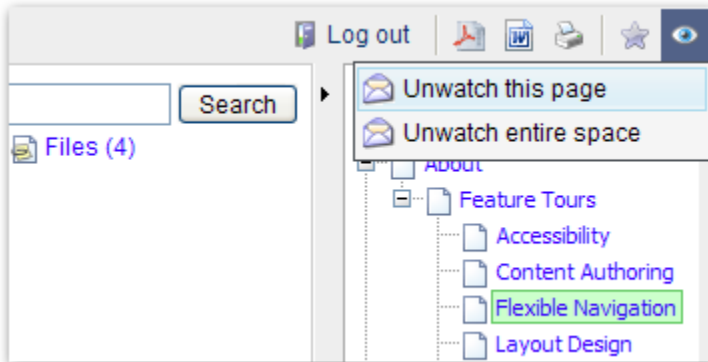 Log out
Unwatch this page
Search
Unwatch entire space
Files (4)
About
Feature Tours
Accessibility
Content Authoring
Flexible Navigation
Layout Design